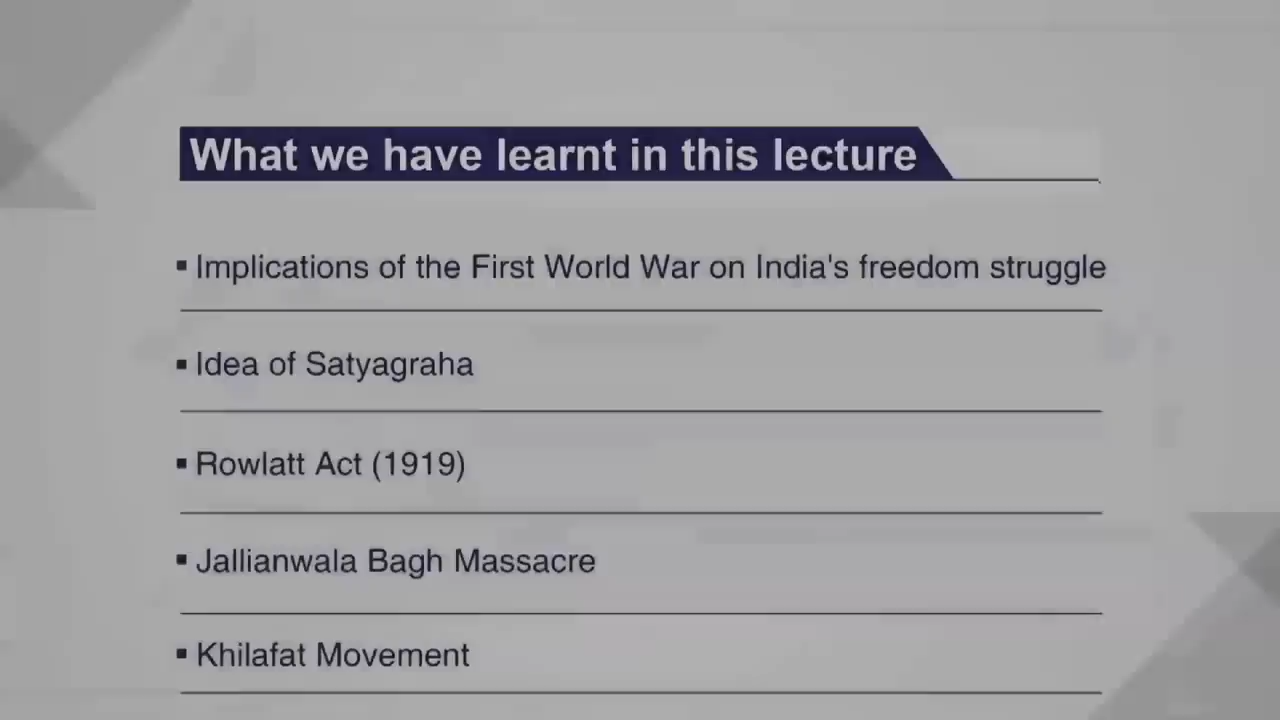 What we have learnt in this lecture
▪ Implications of the First World War on India's freedom struggle
▪ Idea of Satyagraha
▪ Rowlatt Act (1919)
▪ Jallianwala Bagh Massacre
▪ Khilafat Movement